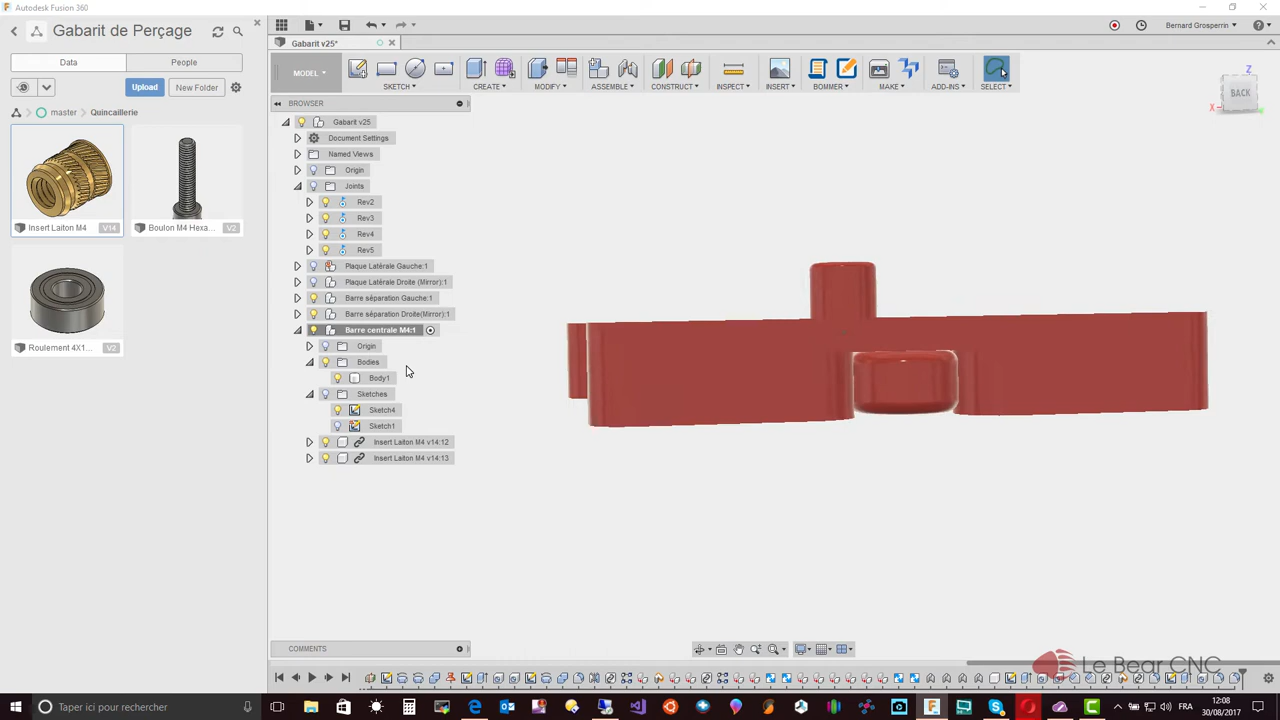 Autodesk Fusion 360
Gabarit de Perçage
Bernard Grosperrin
Data
People
Gabarit v25*
Upload
New Folder
MODEL
SKETCH
CREATE
MODIFY
ASSEMBLE
CONSTRUCT
INSPECT
INSERT
BOMMER
MAKE
ADD-INS
SELECT
Z
BACK
X
master
Quincaillerie
BROWSER
Gabarit v25
Document Settings
Named Views
Origin
Joints
Rev2
Rev3
Rev4
Rev5
Insert Laiton M4
V14
Boulon M4 Hexa...
V2
Plaque Latérale Gauche:1
Plaque Latérale Droite (Mirror):1
Barre séparation Gauche:1
Barre séparation Droite(Mirror):1
Barre centrale M4:1
Origin
Bodies
Body1
Sketches
Sketch4
Sketch1
Insert Laiton M4 v14:12
Insert Laiton M4 v14:13
Roulement 4X1...
V2
COMMENTS
Le Bear CNC
Taper ici pour rechercher
FRA
12:08
30/08/2017